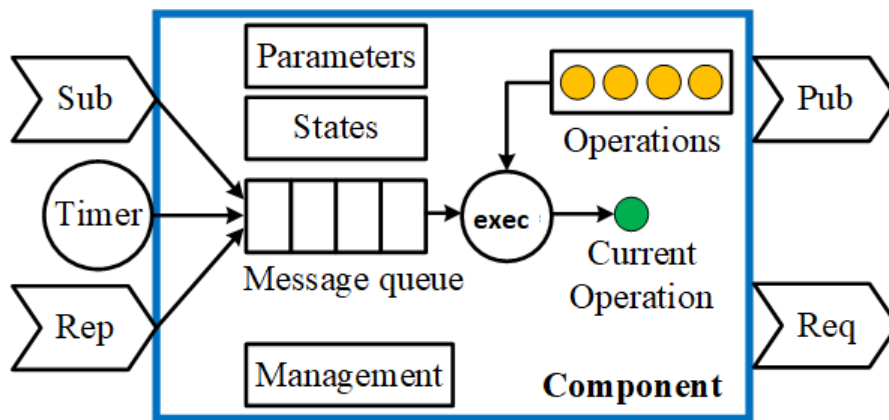 Parameters
Sub
Pub
States
Operations
Timer
exec
Message queue
Current
Operation
Rep
Req
Management
Component